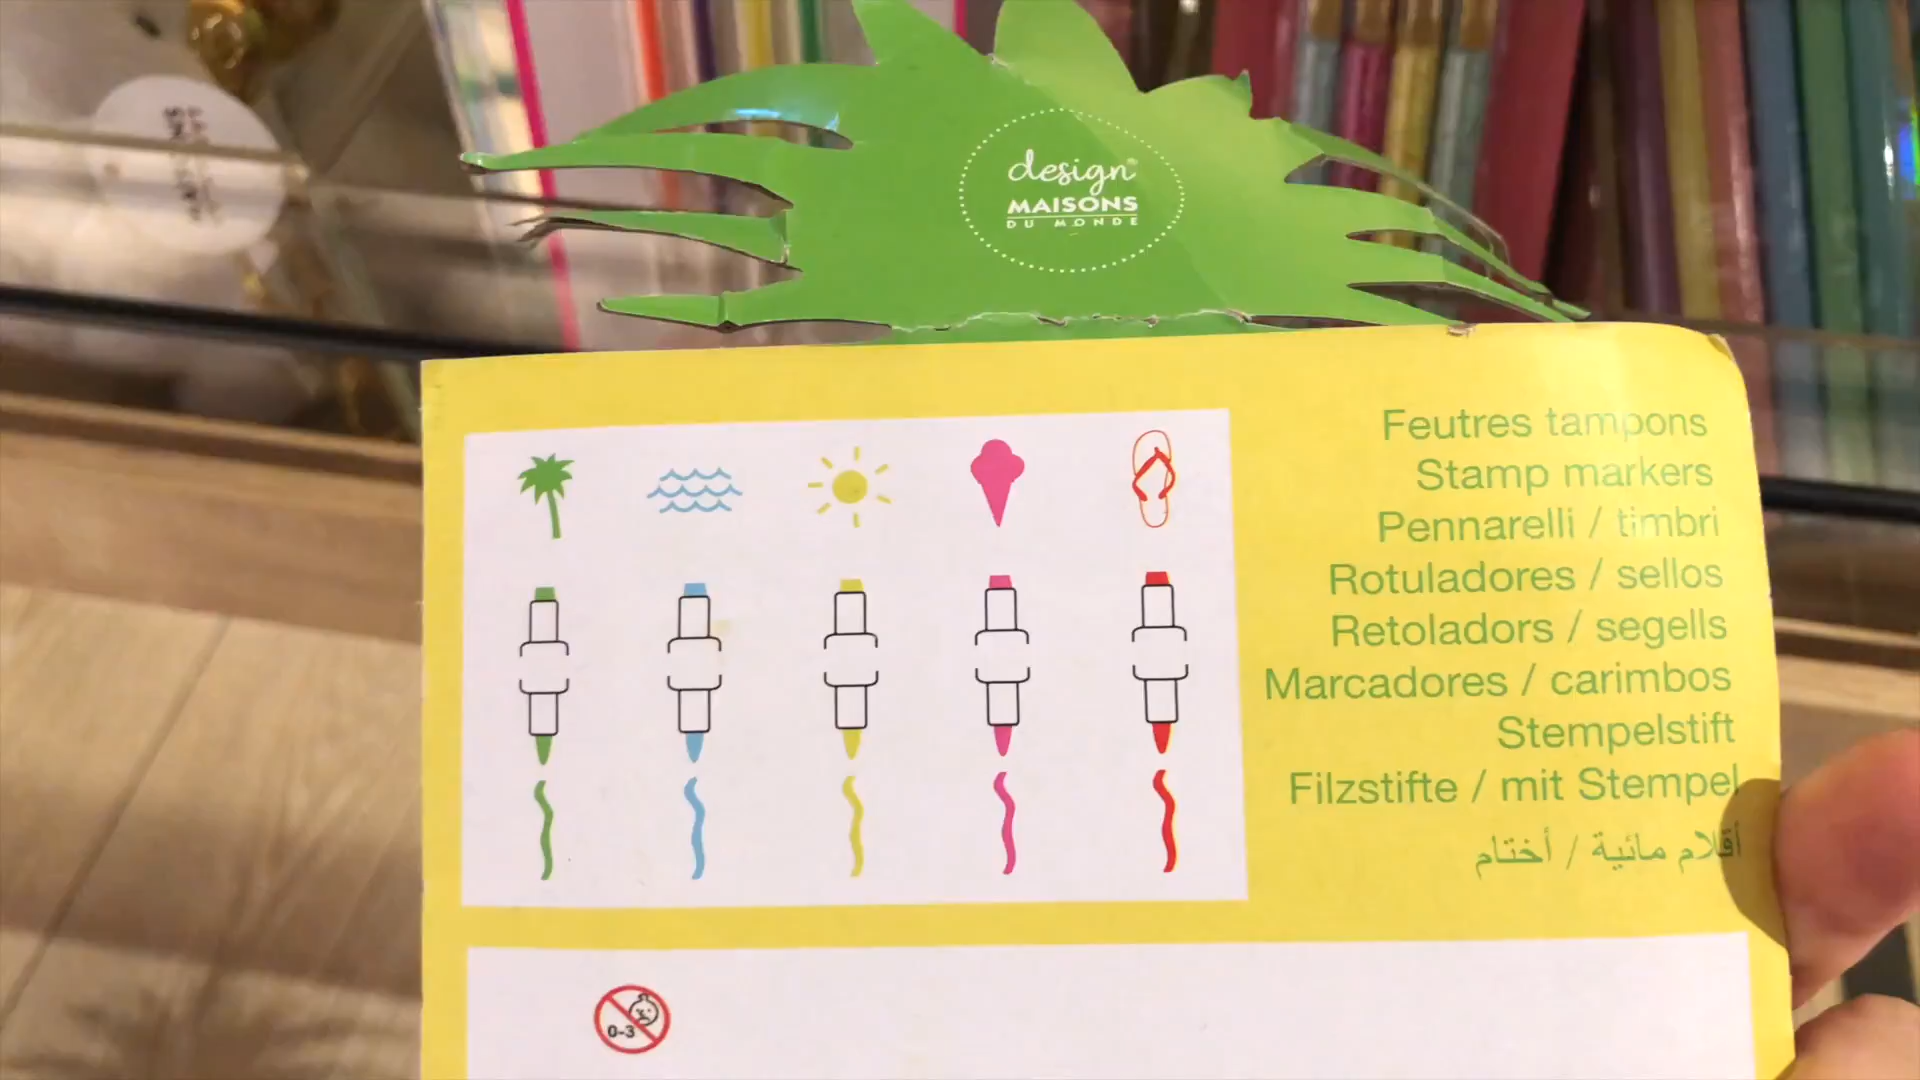 design®
MAISONS
DU MONDE
Feutres tampons
Stamp markers
Pennarelli / timbri
Rotuladores / sellos
Retoladors / segells
Marcadores / carimbos
Stempelstift
Filzstifte / mit Stempel
أقلام مائية / أختام
0-3